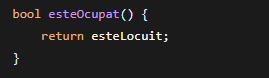 bool esteOcupat() {
    return esteLocuit;
}